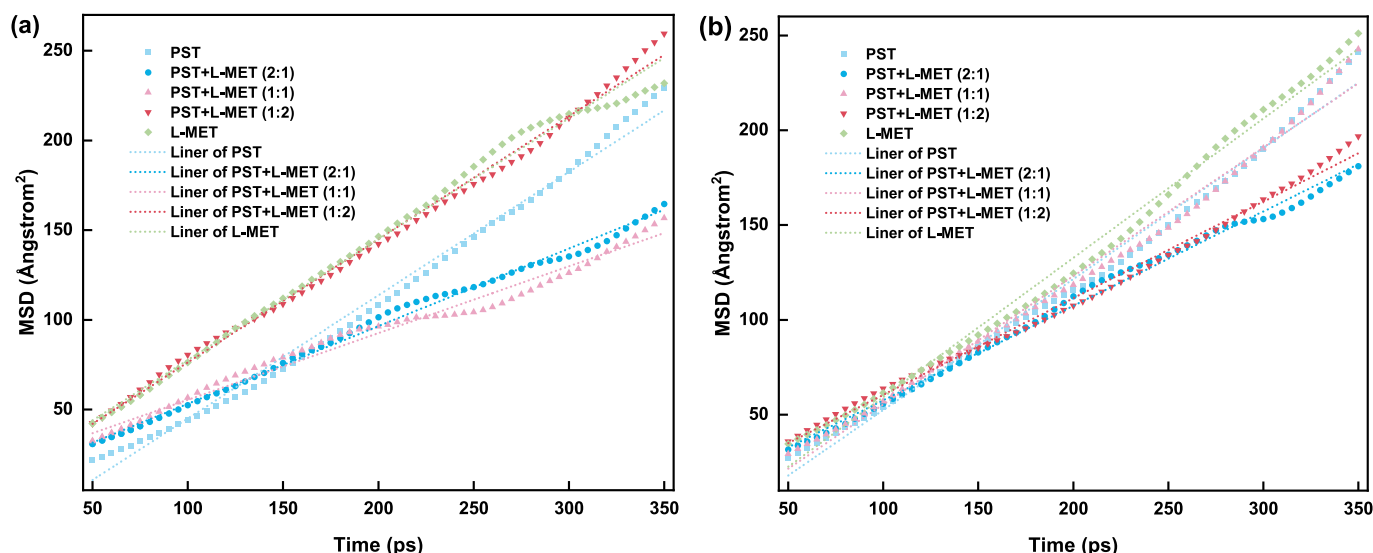 (a)
PST
PST+L-MET (2:1)
PST+L-MET (1:1)
PST+L-MET (1:2)
L-MET
Liner of PST
Liner of PST+L-MET (2:1)
Liner of PST+L-MET (1:1)
Liner of PST+L-MET (1:2)
Liner of L-MET
MSD (Ångstrom²)
250
200
150
100
50
50 100 150 200 250 300 350
Time (ps)
(b)
PST
PST+L-MET (2:1)
PST+L-MET (1:1)
PST+L-MET (1:2)
L-MET
Liner of PST
Liner of PST+L-MET (2:1)
Liner of PST+L-MET (1:1)
Liner of PST+L-MET (1:2)
Liner of L-MET
MSD (Ångstrom²)
250
200
150
100
50
50 100 150 200 250 300 350
Time (ps)